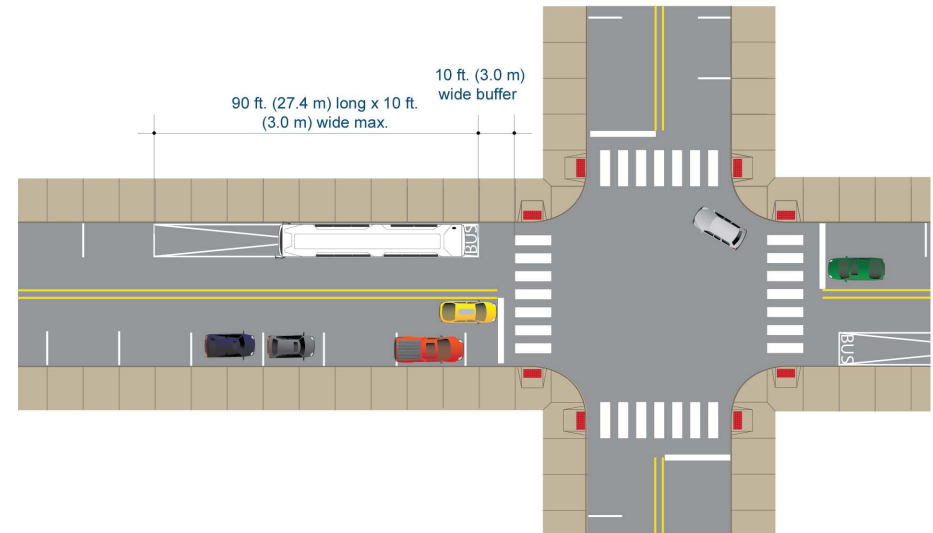 10 ft. (3.0 m)
wide buffer
90 ft. (27.4 m) long x 10 ft.
(3.0 m) wide max.
BUS
BUS